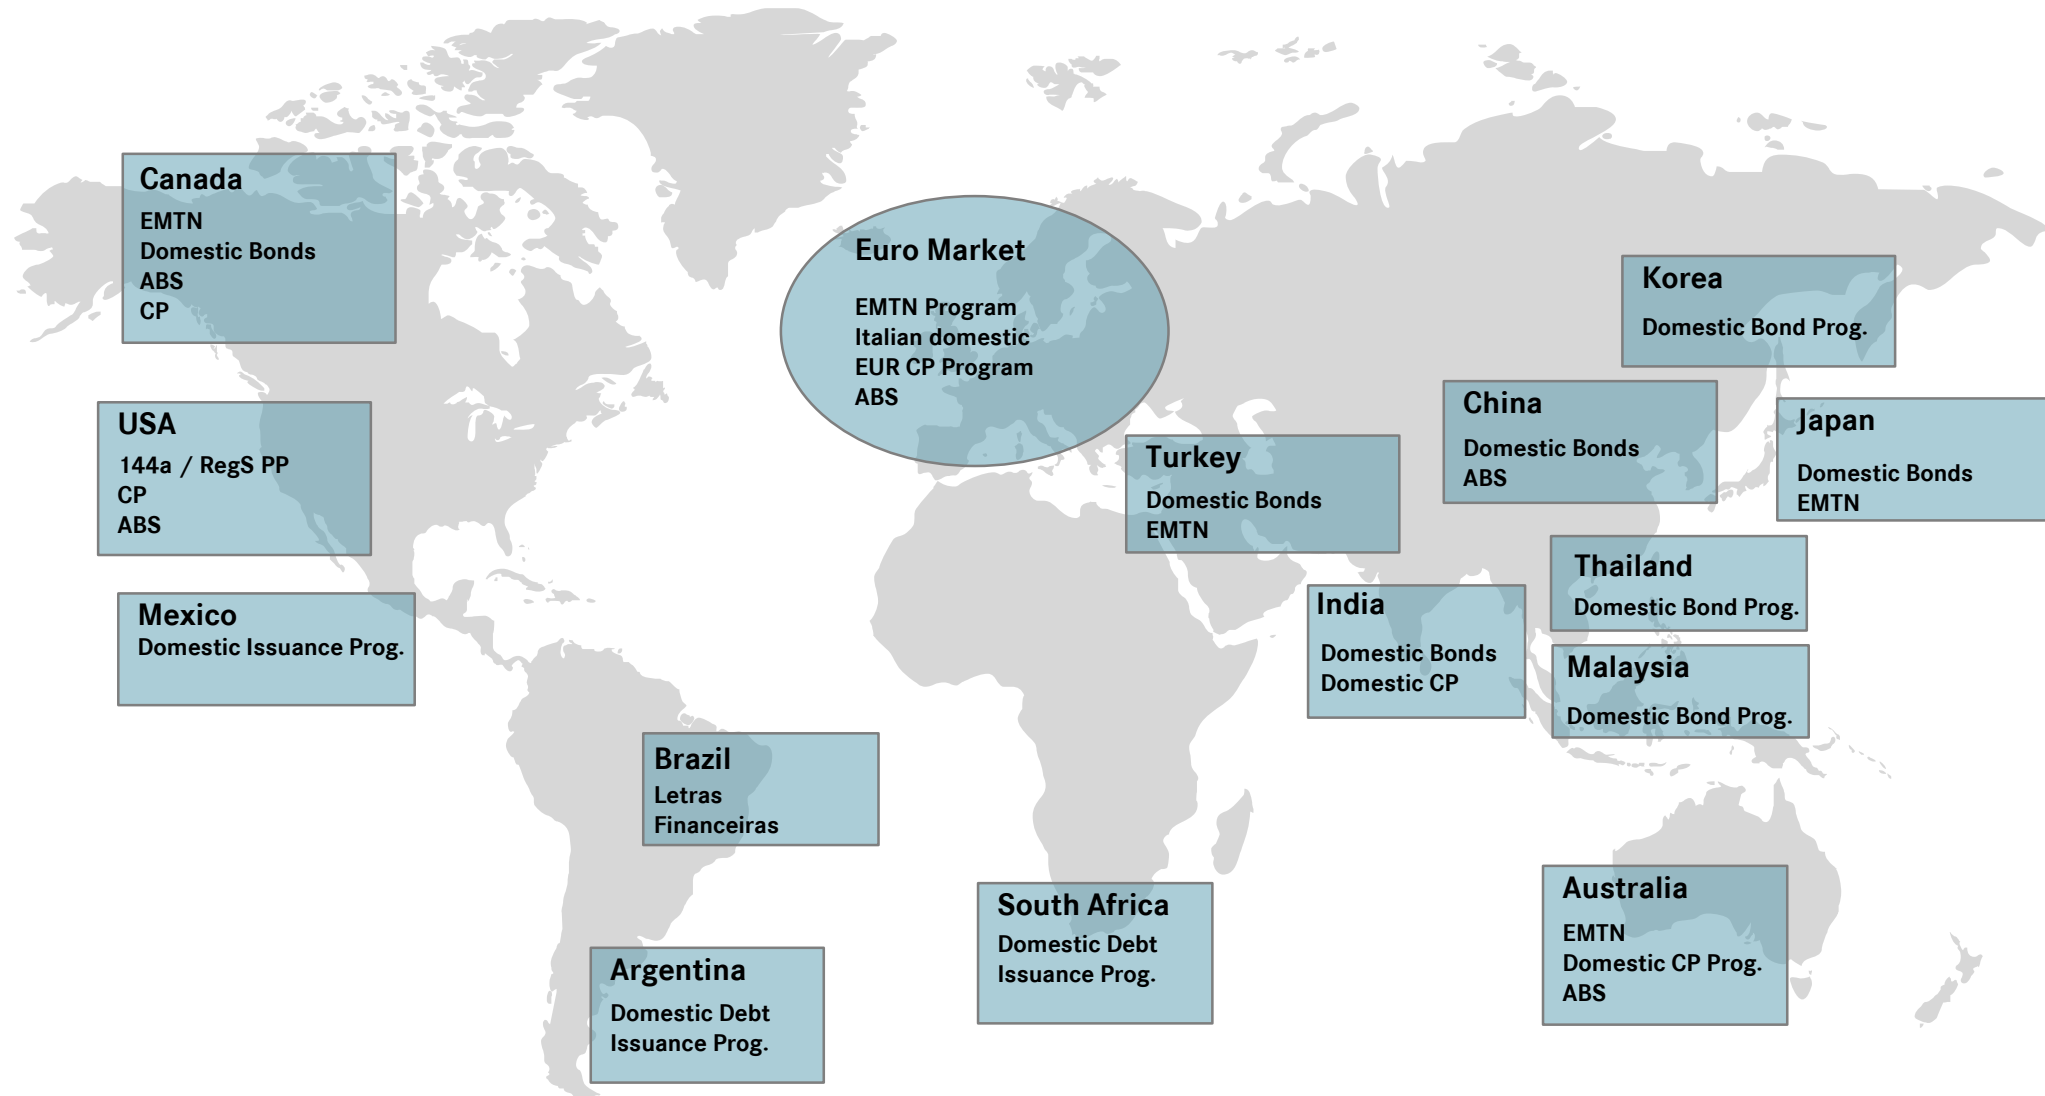 Canada
EMTN
Domestic Bonds
ABS
CP
USA
144a / RegS PP
CP
ABS
Mexico
Domestic Issuance Prog.
Brazil
Letras
Financeiras
Argentina
Domestic Debt
Issuance Prog.
Euro Market
EMTN Program
Italian domestic
EUR CP Program
ABS
Turkey
Domestic Bonds
EMTN
South Africa
Domestic Debt
Issuance Prog.
India
Domestic Bonds
Domestic CP
China
Domestic Bonds
ABS
Korea
Domestic Bond Prog.
Japan
Domestic Bonds
EMTN
Thailand
Domestic Bond Prog.
Malaysia
Domestic Bond Prog.
Australia
EMTN
Domestic CP Prog.
ABS